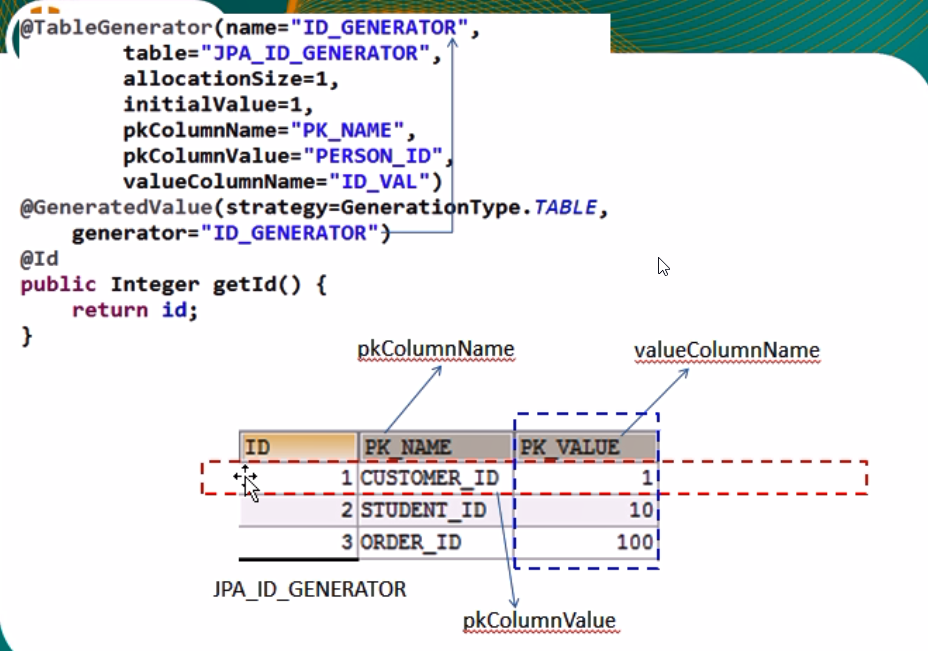 @TableGenerator(name="ID_GENERATOR",
table="JPA_ID_GENERATOR",
allocationSize=1,
initialValue=1,
pkColumnName="PK_NAME",
pkColumnValue="PERSON_ID",
valueColumnName="ID_VAL")
@GeneratedValue(strategy=GenerationType.TABLE,
generator="ID_GENERATOR")
@Id
public Integer getId() {
return id;
}
pkColumnName valueColumnName
ID PK_NAME PK_VALUE
1 CUSTOMER_ID 1
2 STUDENT_ID 10
3 ORDER_ID 100
JPA_ID_GENERATOR
pkColumnValue